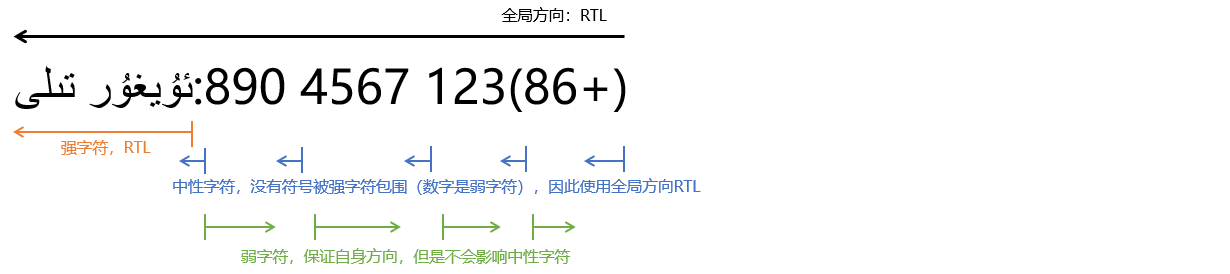 全局方向：RTL
(+86)123 4567 890:ئۇيغۇر تىلى
强字符，RTL
中性字符，没有符号被强字符包围（数字是弱字符），因此使用全局方向RTL
弱字符，保证自身方向，但是不会影响中性字符